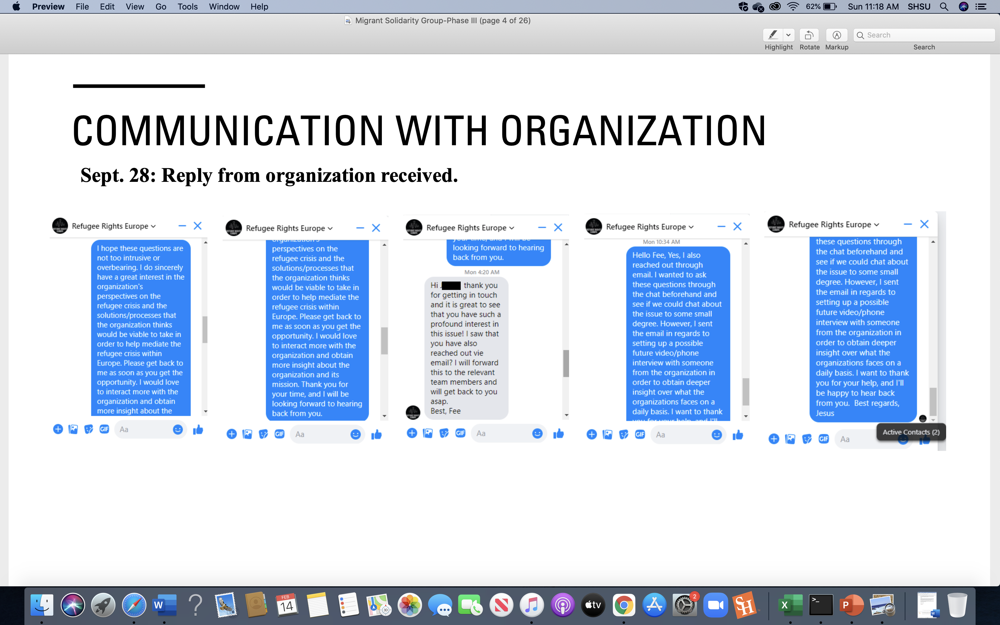 Preview File Edit View Go Tools Window Help
62% Sun 11:18 AM SHSU
Migrant Solidarity Group-Phase III (page 4 of 26)
Search
Highlight Rotate Markup Search
COMMUNICATION WITH ORGANIZATION
Sept. 28: Reply from organization received.
Refugee Rights Europe
I hope these questions are
not too intrusive or
overbearing. I do sincerely
have a great interest in the
organization's
perspectives on the
refugee crisis and the
solutions/processes that
the organization thinks
would be viable to take in
order to help mediate the
refugee crisis within
Europe. Please get back to
me as soon as you get the
opportunity. I would love
to interact more with the
organization and obtain
more insight about the
GIF Aa
Refugee Rights Europe
organization's
perspectives on the
refugee crisis and the
solutions/processes that
the organization thinks
would be viable to take in
order to help mediate the
refugee crisis within
Europe. Please get back to
me as soon as you get the
opportunity. I would love
to interact more with the
organization and obtain
more insight about the
organization and its
mission. Thank you for
your time, and I will be
looking forward to hearing
back from you.
GIF Aa
Refugee Rights Europe
your time, and I will be
looking forward to hearing
back from you.
Mon 4:20 AM
Hi thank you
for getting in touch
and it is great to see
that you have such a
profound interest in
this issue! I saw that
you have also
reached out vie
email? I will forward
this to the relevant
team members and
will get back to you
asap.
Best, Fee
GIF Aa
Refugee Rights Europe
Mon 10:34 AM
Hello Fee, Yes, I also
reached out through
email. I wanted to ask
these questions through
the chat beforehand and
see if we could chat about
the issue to some small
degree. However, I sent
the email in regards to
setting up a possible
future video/phone
interview with someone
from the organization in
order to obtain deeper
insight over what the
organizations faces on a
daily basis. I want to thank
you for your help, and I'll
GIF Aa
Refugee Rights Europe
these questions through
the chat beforehand and
see if we could chat about
the issue to some small
degree. However, I sent
the email in regards to
setting up a possible
future video/phone
interview with someone
from the organization in
order to obtain deeper
insight over what the
organizations faces on a
daily basis. I want to thank
you for your help, and I'll
be happy to hear back
from you. Best regards,
Jesus
Active Contacts (2)
GIF Aa
W FEB 14 3D tv 2 SH X >_ P W